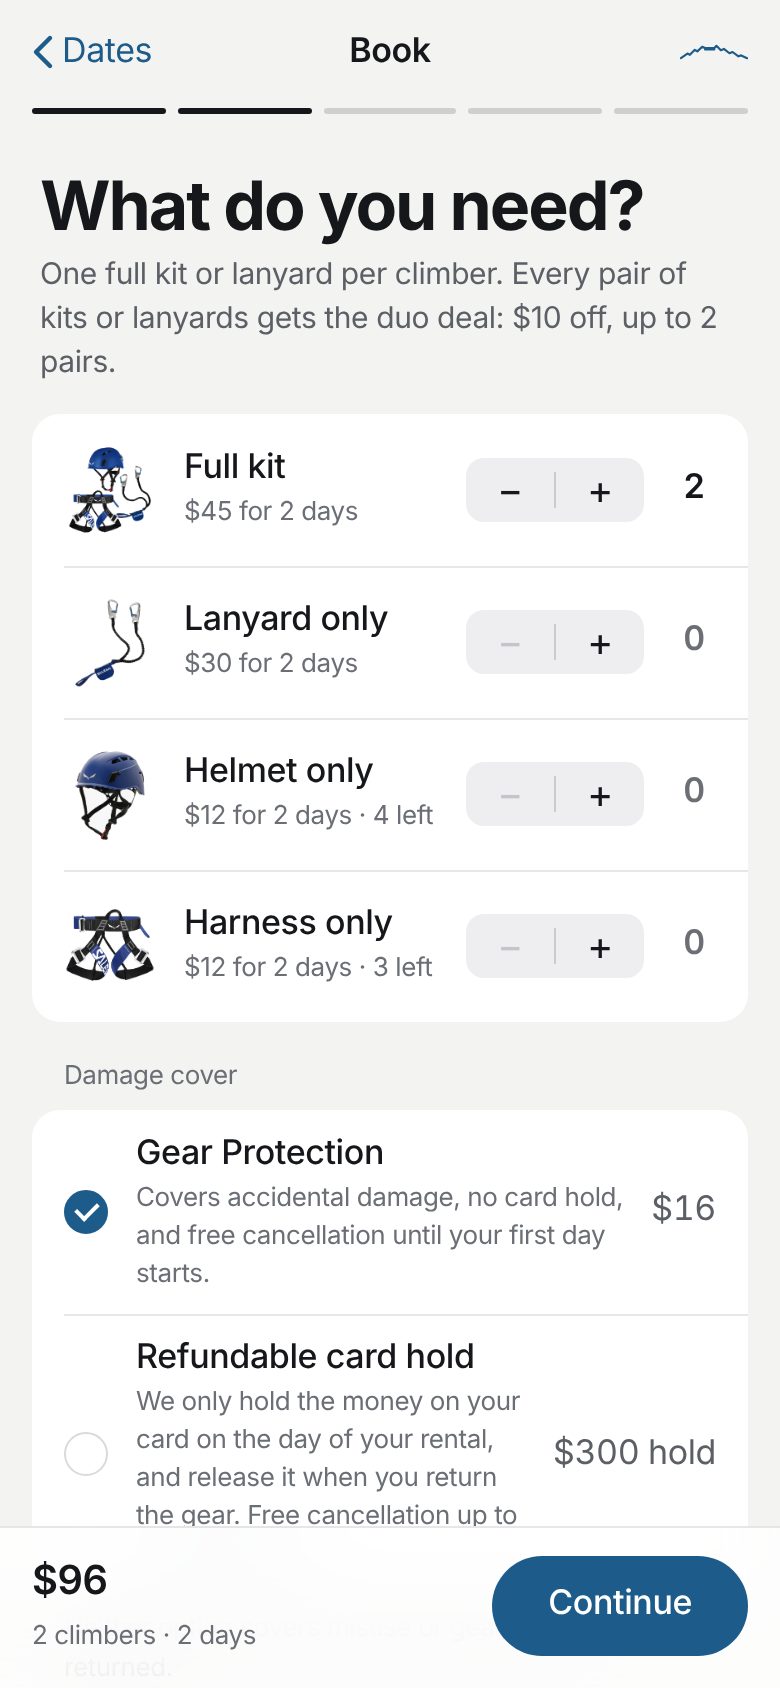 Dates
Book
What do you need?
One full kit or lanyard per climber. Every pair of
kits or lanyards gets the duo deal: $10 off, up to 2
pairs.
Full kit
$45 for 2 days
− + 2
Lanyard only
$30 for 2 days
− + 0
Helmet only
$12 for 2 days · 4 left
− + 0
Harness only
$12 for 2 days · 3 left
− + 0
Damage cover
Gear Protection
Covers accidental damage, no card hold,
and free cancellation until your first day
starts.
$16
Refundable card hold
We only hold the money on your
card on the day of your rental,
and release it when you return
the gear. Free cancellation up to
$300 hold
$96
2 climbers · 2 days
Continue
returned.